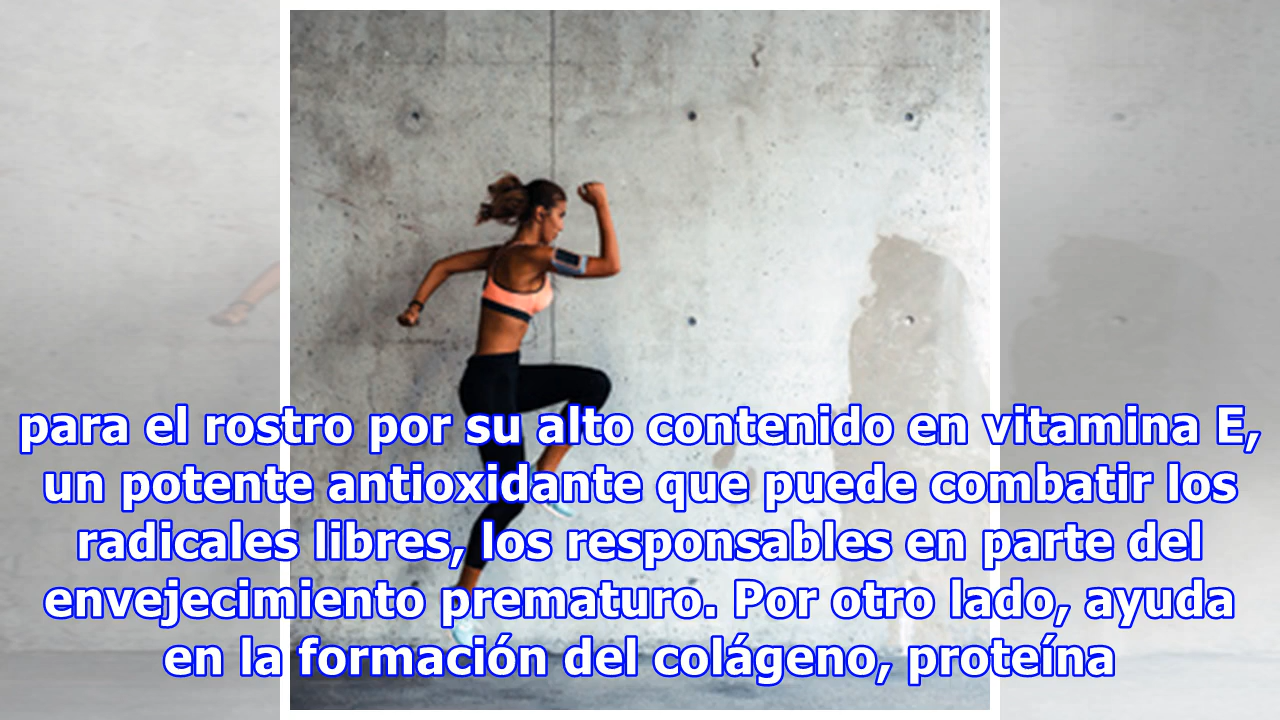 para el rostro por su alto contenido en vitamina E,
un potente antioxidante que puede combatir los
radicales libres, los responsables en parte del
envejecimiento prematuro. Por otro lado, ayuda
en la formación del colágeno, proteína